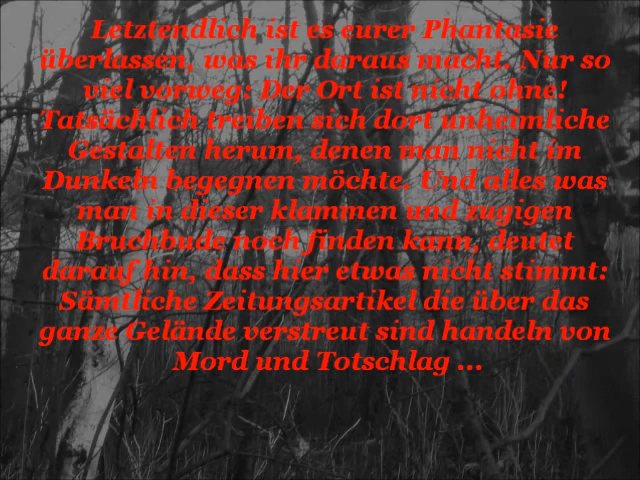 Letztendlich ist es eurer Phantasie
überlassen, was ihr daraus macht. Nur so
viel vorweg: Der Ort ist nicht ohne!
Tatsächlich treiben sich dort unheimliche
Gestalten herum, denen man nicht im
Dunkeln begegnen möchte. Und alles was
man in dieser klammen und zugigen
Bruchbude noch finden kann, deutet
darauf hin, dass hier etwas nicht stimmt:
Sämtliche Zeitungsartikel die über das
ganze Gelände verstreut sind handeln von
Mord und Totschlag ...